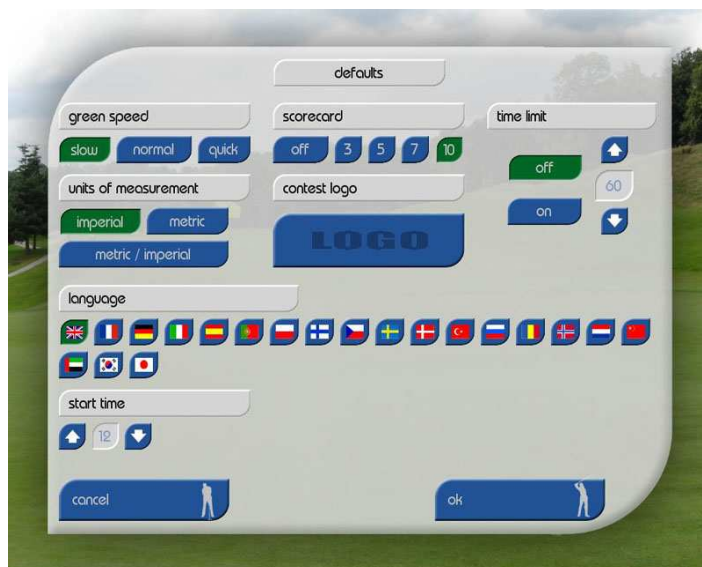 defaults
green speed
slow normal quick
scorecard
off 3 5 7 10
time limit
off
60
on
units of measurement
imperial metric
metric / imperial
contest logo
LOGO
language
start time
12
cancel
ok